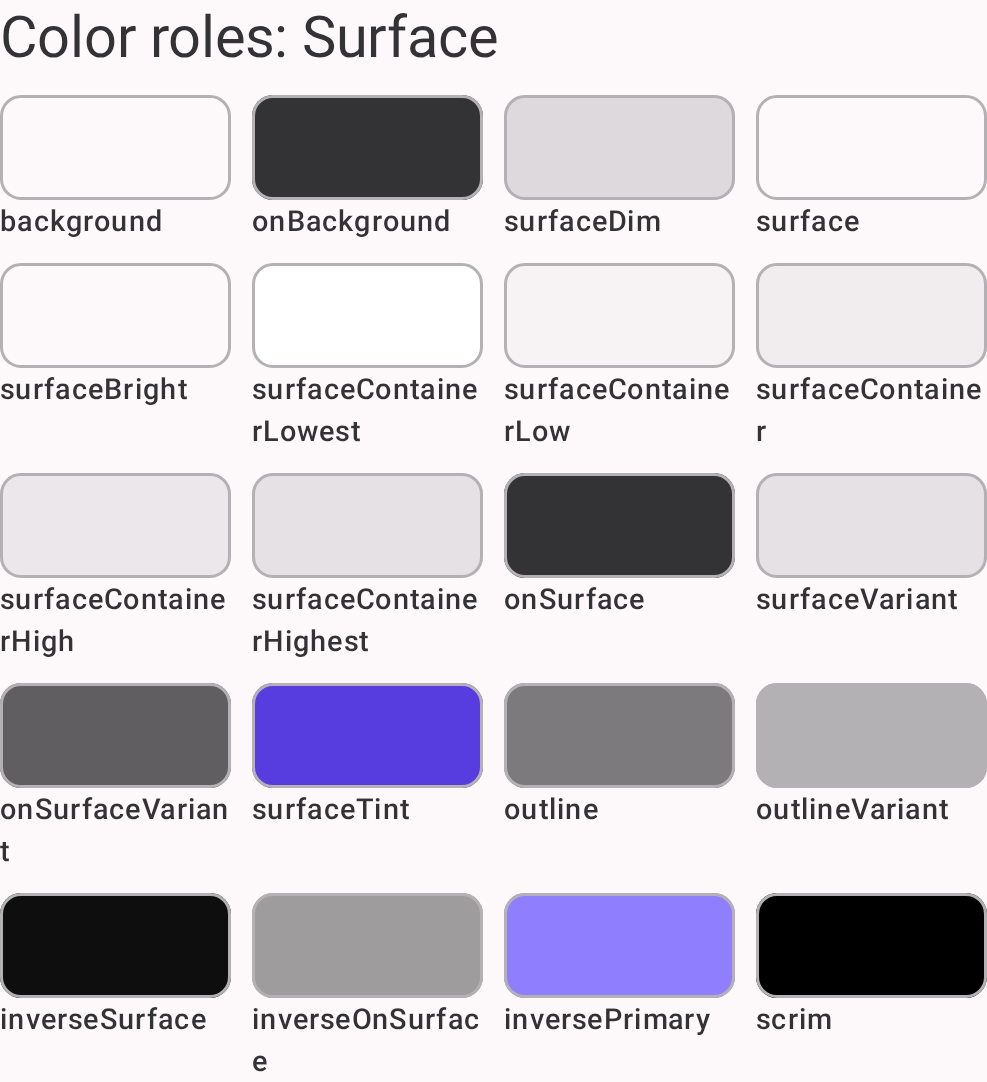 Color roles: Surface
background
onBackground
surfaceDim
surface
surfaceBright
surfaceContaine
rLowest
surfaceContaine
rLow
surfaceContaine
r
surfaceContaine
rHigh
surfaceContaine
rHighest
onSurface
surfaceVariant
onSurfaceVarian
t
surfaceTint
outline
outlineVariant
inverseSurface
inverseOnSurfac
e
inversePrimary
scrim